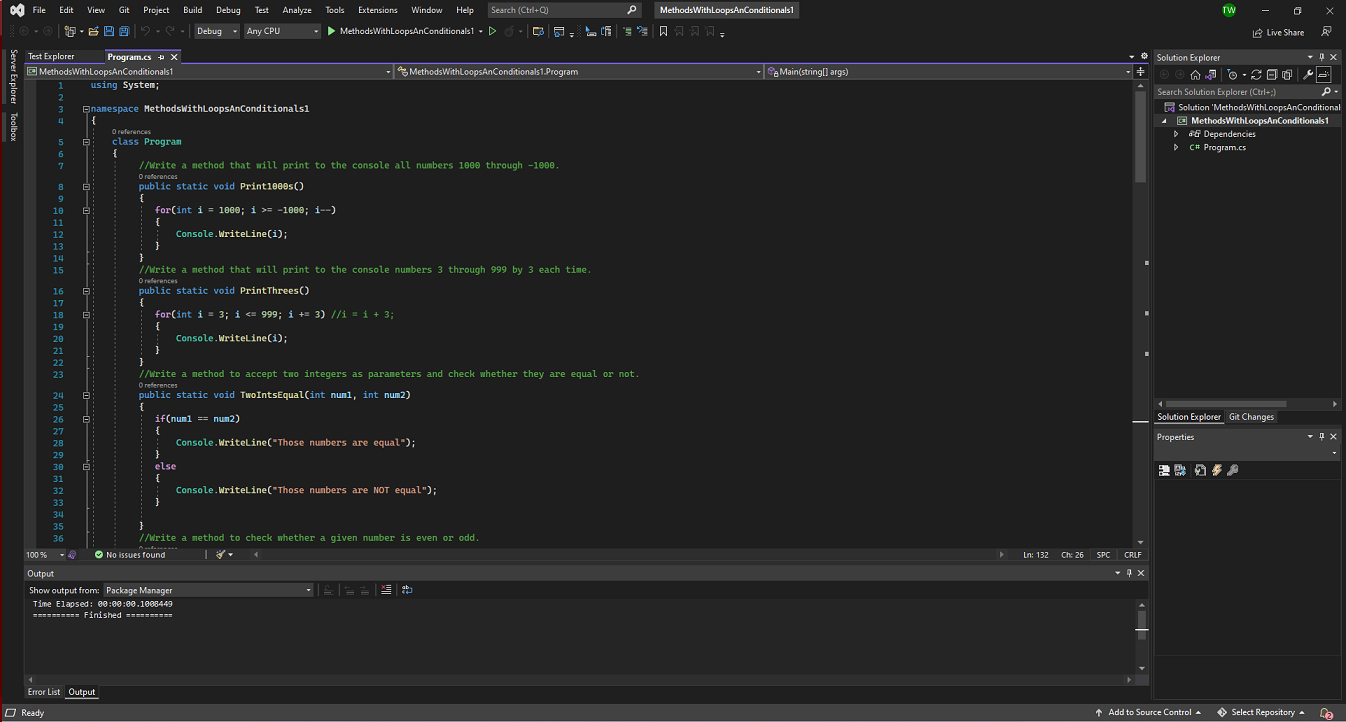 File Edit View Git Project Build Debug Test Analyze Tools Extensions Window Help Search (Ctrl+Q) MethodsWithLoopsAnConditionals1 TW
Debug Any CPU MethodsWithLoopsAnConditionals1 Live Share
Server Explorer
Toolbox
Test Explorer Program.cs
MethodsWithLoopsAnConditionals1 MethodsWithLoopsAnConditionals1.Program Main(string[] args)
1 using System;
2
3 namespace MethodsWithLoopsAnConditionals1
4 {
0 references
5 class Program
6 {
7 //Write a method that will print to the console all numbers 1000 through -1000.
0 references
8 public static void Print1000s()
9 {
10 for(int i = 1000; i >= -1000; i--)
11 {
12 Console.WriteLine(i);
13 }
14 }
15 //Write a method that will print to the console numbers 3 through 999 by 3 each time.
0 references
16 public static void PrintThrees()
17 {
18 for(int i = 3; i <= 999; i += 3) //i = i + 3;
19 {
20 Console.WriteLine(i);
21 }
22 }
23 //Write a method to accept two integers as parameters and check whether they are equal or not.
0 references
24 public static void TwoIntsEqual(int num1, int num2)
25 {
26 if(num1 == num2)
27 {
28 Console.WriteLine("Those numbers are equal");
29 }
30 else
31 {
32 Console.WriteLine("Those numbers are NOT equal");
33 }
34
35 }
36 //Write a method to check whether a given number is even or odd.
100 % No issues found Ln: 132 Ch: 26 SPC CRLF
Output
Show output from: Package Manager
Time Elapsed: 00:00:00.1008449
========== Finished ==========
Error List Output
Solution Explorer
Search Solution Explorer (Ctrl+;)
Solution 'MethodsWithLoopsAnConditional
MethodsWithLoopsAnConditionals1
Dependencies
C# Program.cs
Solution Explorer Git Changes
Properties
Ready Add to Source Control Select Repository 2